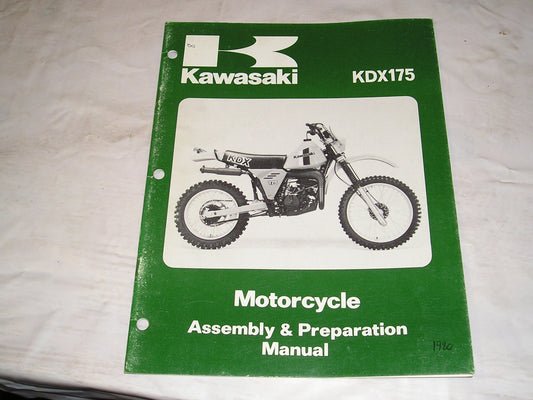 Kawasaki
KDX175
KDX
Motorcycle
Assembly & Preparation
Manual
1980